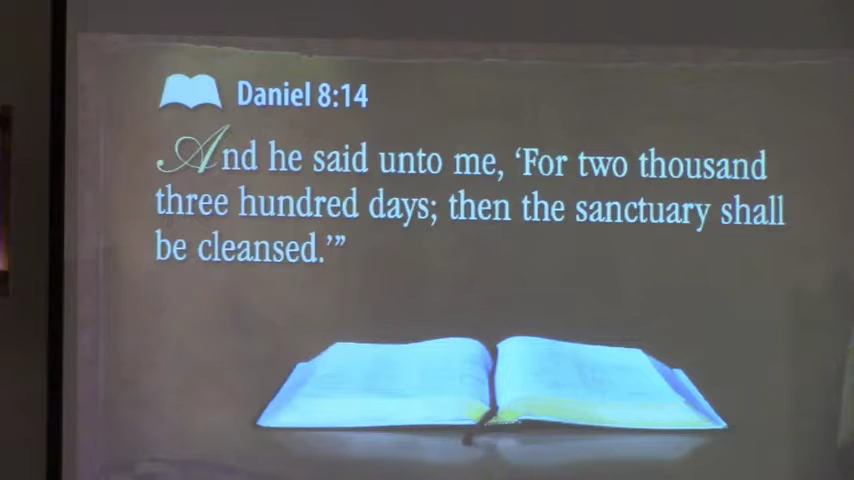 Daniel 8:14
And he said unto me, ‘For two thousand
three hundred days; then the sanctuary shall
be cleansed.’”